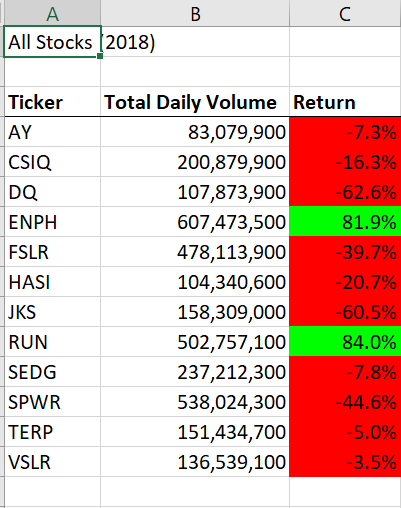 A B C
All Stocks (2018)
Ticker Total Daily Volume Return
AY 83,079,900 -7.3%
CSIQ 200,879,900 -16.3%
DQ 107,873,900 -62.6%
ENPH 607,473,500 81.9%
FSLR 478,113,900 -39.7%
HASI 104,340,600 -20.7%
JKS 158,309,000 -60.5%
RUN 502,757,100 84.0%
SEDG 237,212,300 -7.8%
SPWR 538,024,300 -44.6%
TERP 151,434,700 -5.0%
VSLR 136,539,100 -3.5%